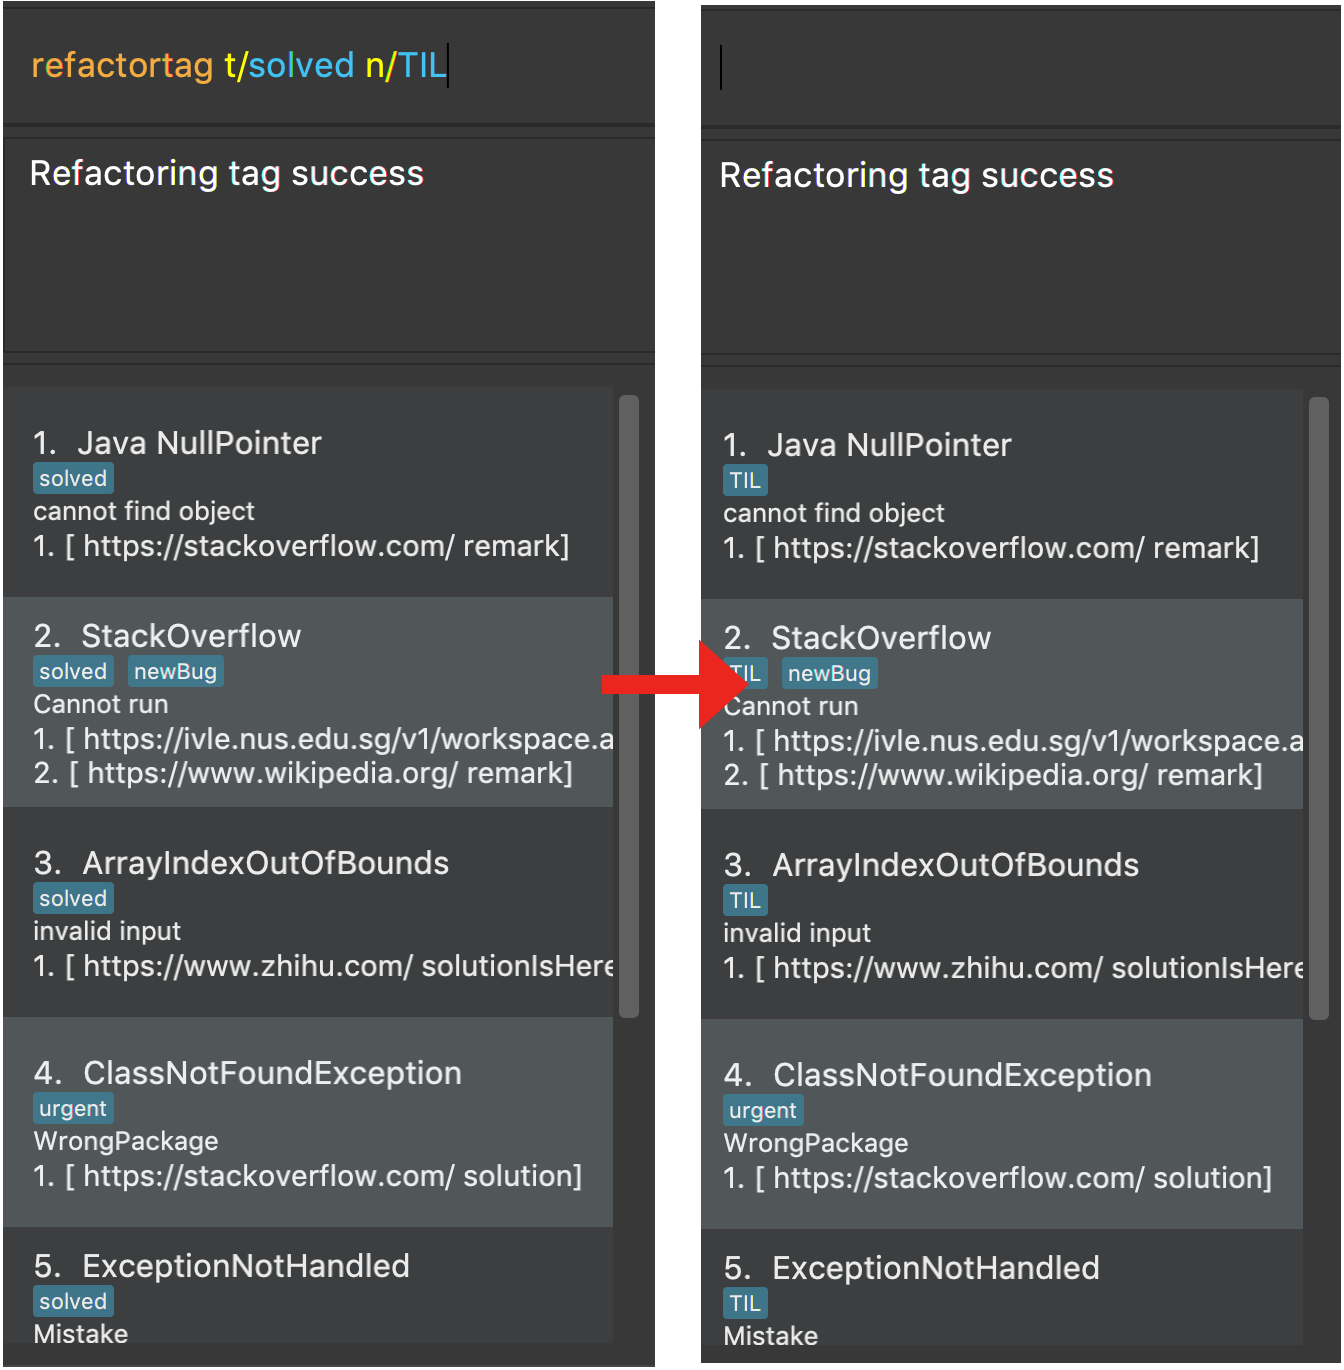 refactortag t/solved n/TIL
Refactoring tag success
1. Java NullPointer
solved
cannot find object
1. [ https://stackoverflow.com/ remark]
2. StackOverflow
solved newBug
Cannot run
1. [ https://ivle.nus.edu.sg/v1/workspace.a
2. [ https://www.wikipedia.org/ remark]
3. ArrayIndexOutOfBounds
solved
invalid input
1. [ https://www.zhihu.com/ solutionIsHere
4. ClassNotFoundException
urgent
WrongPackage
1. [ https://stackoverflow.com/ solution]
5. ExceptionNotHandled
solved
Mistake
Refactoring tag success
1. Java NullPointer
TIL
cannot find object
1. [ https://stackoverflow.com/ remark]
2. StackOverflow
TIL newBug
Cannot run
1. [ https://ivle.nus.edu.sg/v1/workspace.a
2. [ https://www.wikipedia.org/ remark]
3. ArrayIndexOutOfBounds
TIL
invalid input
1. [ https://www.zhihu.com/ solutionIsHere
4. ClassNotFoundException
urgent
WrongPackage
1. [ https://stackoverflow.com/ solution]
5. ExceptionNotHandled
TIL
Mistake